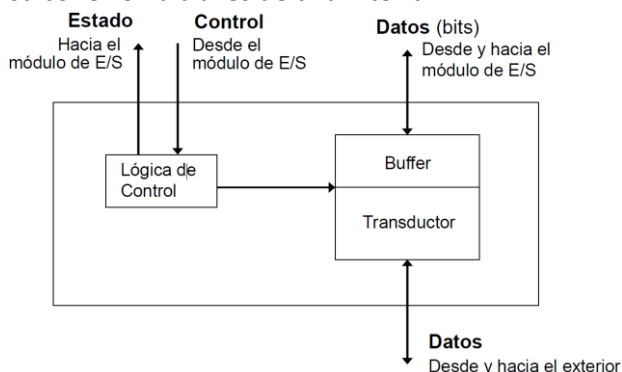 Estado
Hacia el
módulo de E/S
Control
Desde el
módulo de E/S
Datos (bits)
Desde y hacia el
módulo de E/S
Lógica de
Control
Buffer
Transductor
Datos
Desde y hacia el exterior